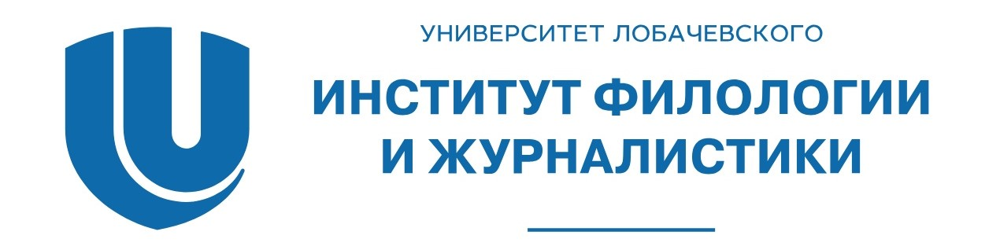 УНИВЕРСИТЕТ ЛОБАЧЕВСКОГО
ИНСТИТУТ ФИЛОЛОГИИ
И ЖУРНАЛИСТИКИ